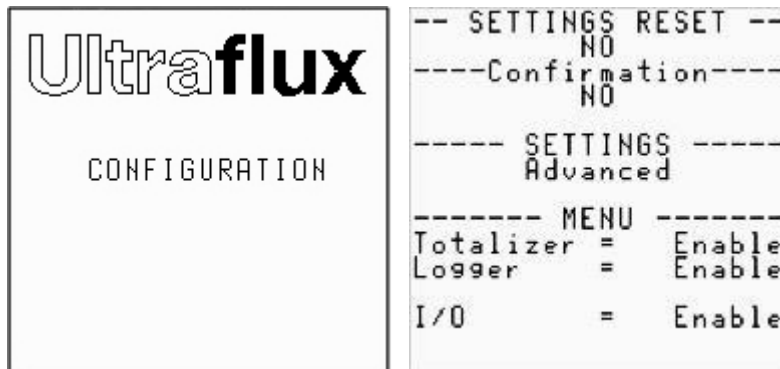 Ultraflux
CONFIGURATION
-- SETTINGS RESET --
NO
----Confirmation----
NO
----- SETTINGS -----
Advanced
------- MENU -------
Totalizer = Enable
Logger = Enable
I/O = Enable